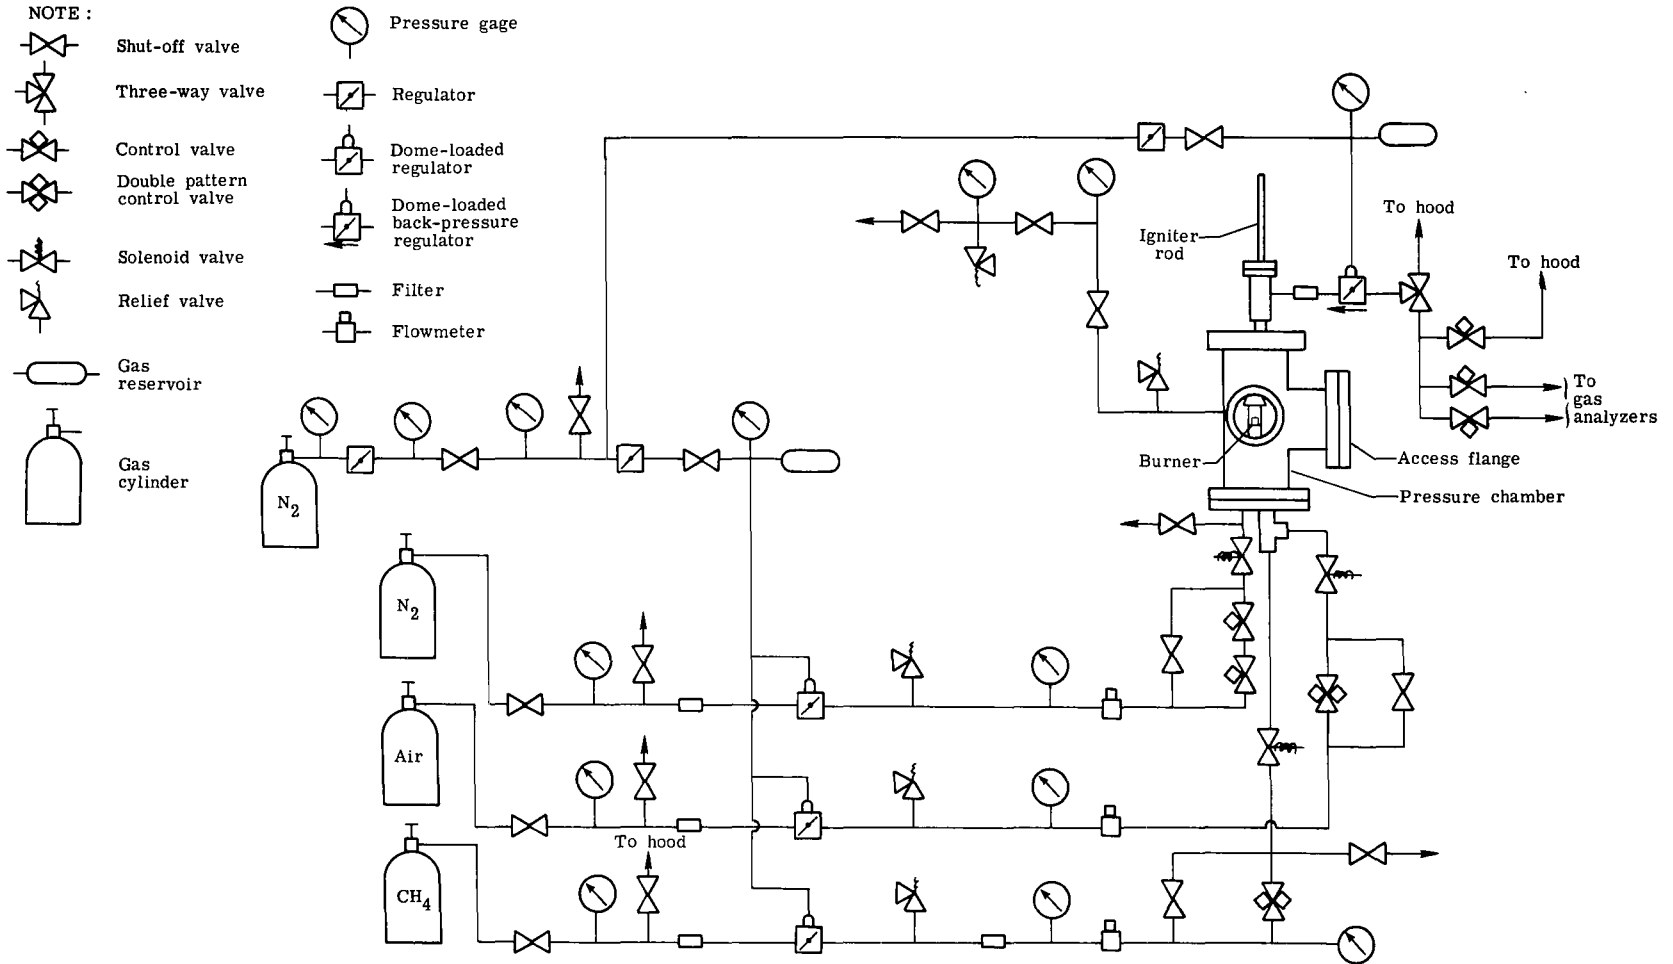 NOTE :
Shut-off valve
Three-way valve
Control valve
Double pattern
control valve
Solenoid valve
Relief valve
Gas
reservoir
Gas
cylinder
Pressure gage
Regulator
Dome-loaded
regulator
Dome-loaded
back-pressure
regulator
Filter
Flowmeter
Igniter
rod
To hood
To hood
To
gas
analyzers
Burner
Access flange
Pressure chamber
N2
N2
Air
To hood
CH4